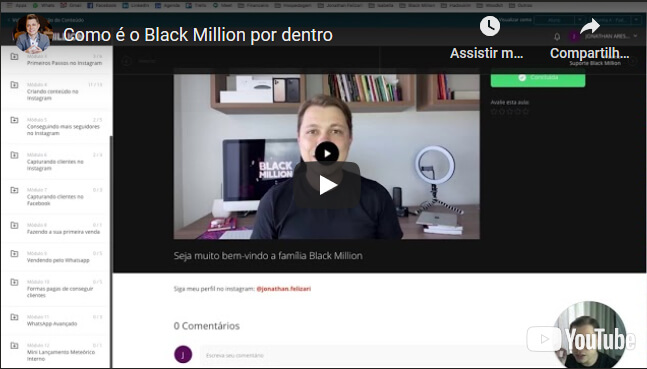 Como é o Black Million por dentro
Assistir m...
Compartilh...
Suporte Black Million
Primeiros Passos no Instagram
Módulo 4
Criando conteúdo no Instagram
Módulo 5
Conseguindo mais seguidores no Instagram
Módulo 6
Capturando clientes no Instagram
Módulo 7
Capturando clientes no Facebook
Módulo 8
Fazendo a sua primeira venda
Módulo 9
Vendendo pelo Whatsapp
Módulo 10
Formas pagas de conseguir clientes
Módulo 11
WhatsApp Avançado
Módulo 12
Mini Lançamento Meteórico Interno
Concluída
Avalie esta aula:
BLACK
MILLION
Seja muito bem-vindo a família Black Million
Siga meu perfil no instagram: @jonathan.felizari
0 Comentários
J
Escreva seu comentário
YouTube